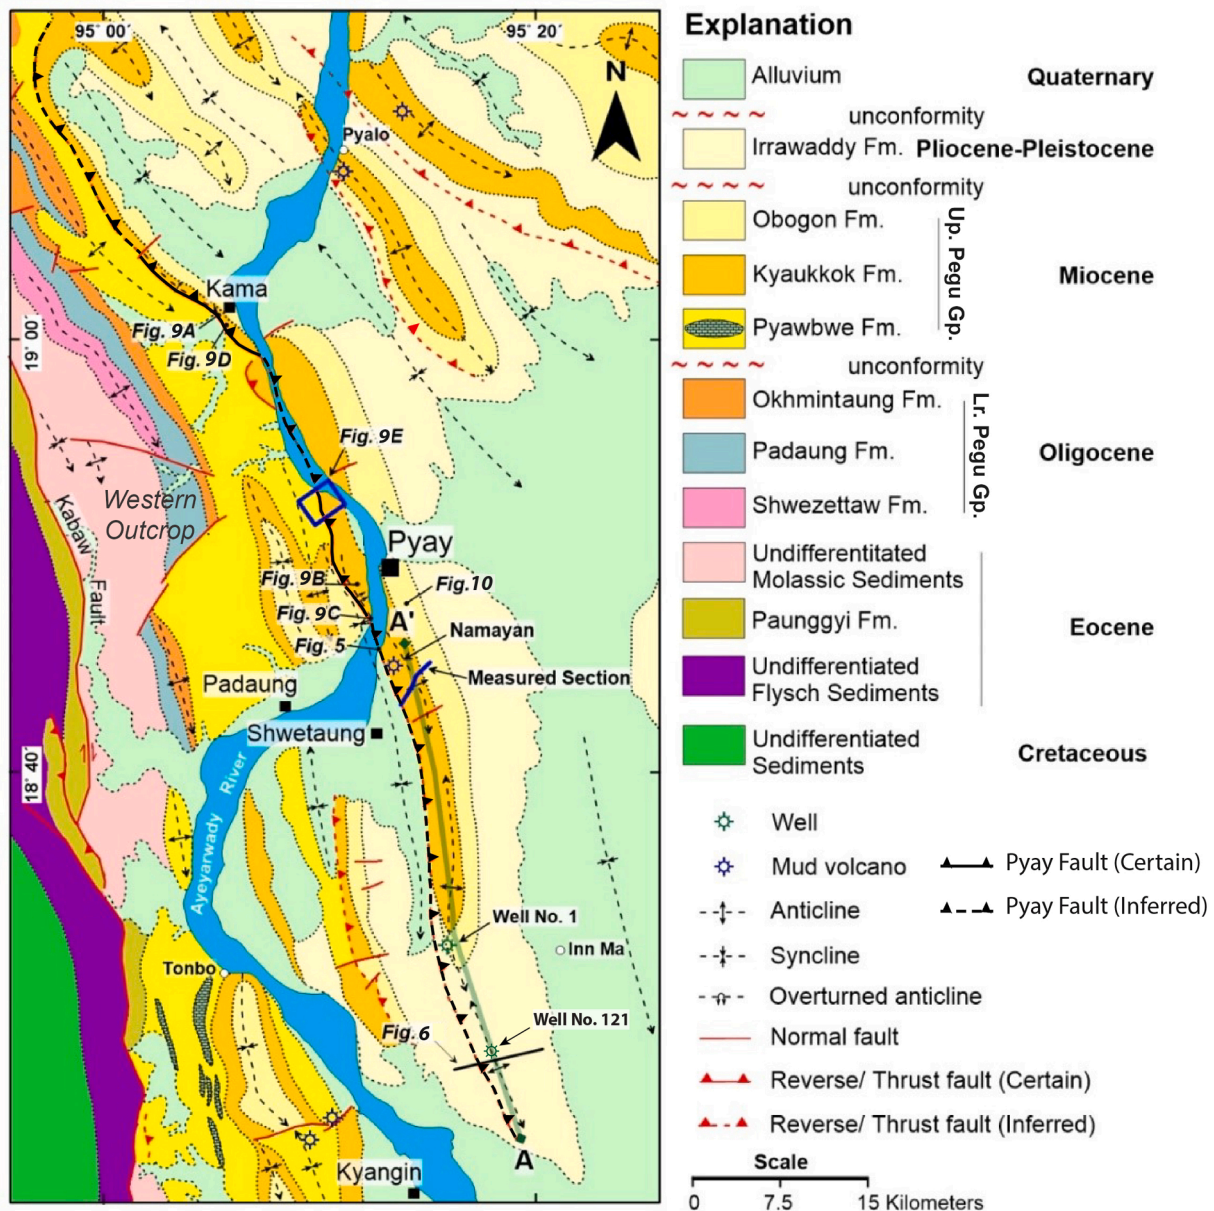 95° 00´
95° 20´
N
Pyalo
Kama
Fig. 9A
Fig. 9D
19° 00´
Fig. 9E
Western
Outcrop
Kabaw
Fault
Pyay
Fig. 9B
Fig.10
Fig. 9C
A'
Namayan
Fig. 5
Measured Section
Padaung
Shwetaung
18° 40´
Ayeyarwady River
Well No. 1
Inn Ma
Tonbo
Well No. 121
Fig.6
A
Kyangin
Explanation
Alluvium Quaternary
unconformity
Irrawaddy Fm. Pliocene-Pleistocene
unconformity
Obogon Fm.
Kyaukkok Fm. Miocene
Pyawbwe Fm.
Up. Pegu Gp.
unconformity
Okhmintaung Fm.
Padaung Fm. Oligocene
Shwezettaw Fm.
Lr. Pegu Gp.
Undifferentitated
Molassic Sediments
Paunggyi Fm. Eocene
Undifferentiated
Flysch Sediments
Undifferentiated
Sediments Cretaceous
Well
Mud volcano Pyay Fault (Certain)
Anticline Pyay Fault (Inferred)
Syncline
Overturned anticline
Normal fault
Reverse/ Thrust fault (Certain)
Reverse/ Thrust fault (Inferred)
Scale
0 7.5 15 Kilometers